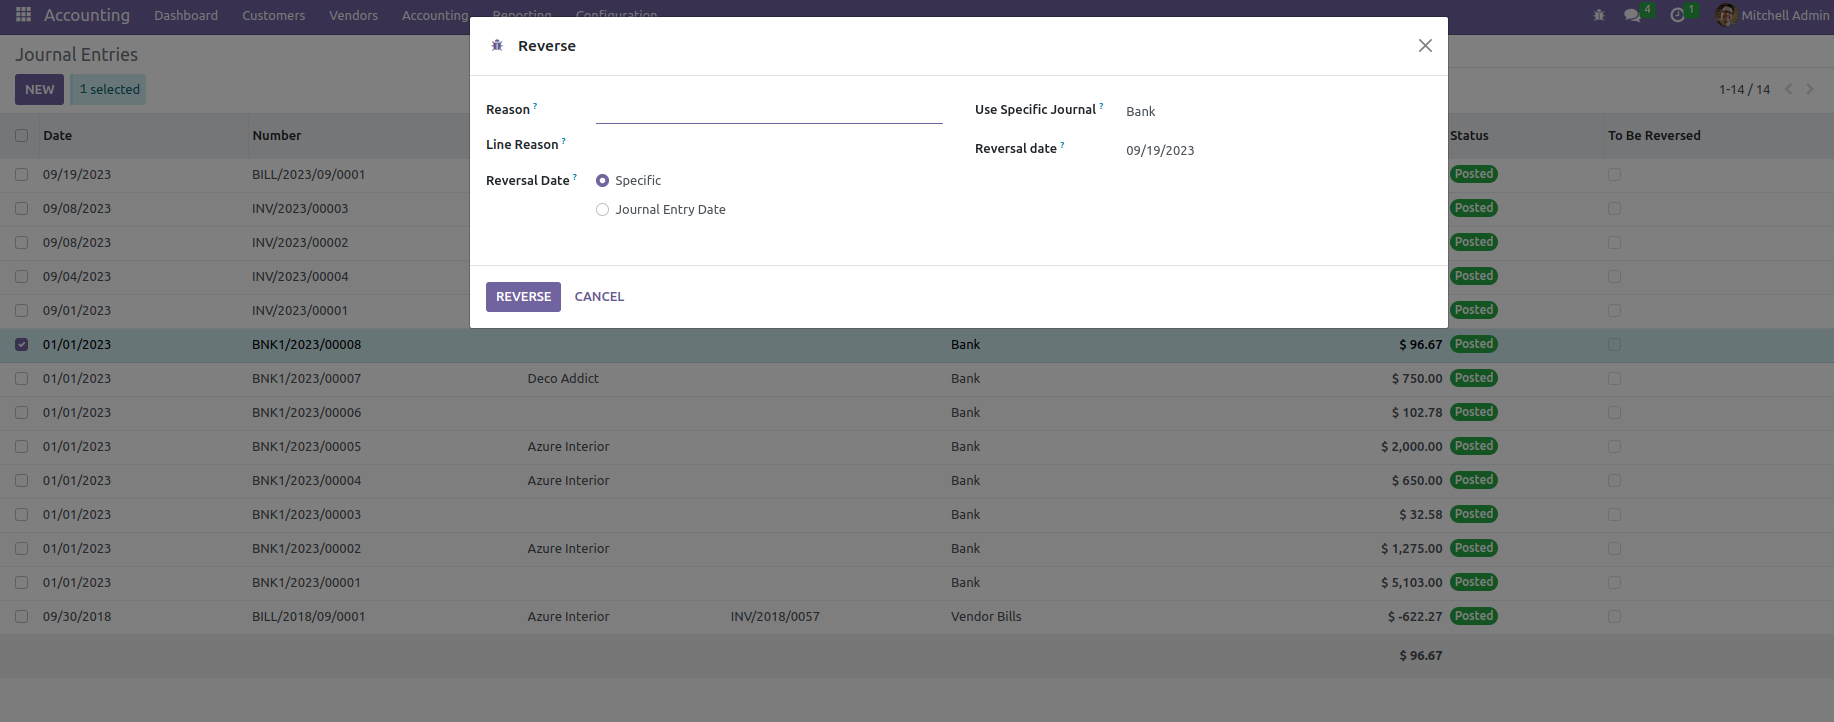 Accounting Dashboard Customers Vendors Accounting Reporting Configuration 4 1 Mitchell Admin
Journal Entries
NEW 1 selected 1-14 / 14
Reverse
Reason ? Use Specific Journal ? Bank
Line Reason ? Reversal date ? 09/19/2023
Reversal Date ? Specific
Journal Entry Date
REVERSE CANCEL
Date Number Status To Be Reversed
09/19/2023 BILL/2023/09/0001 Posted
09/08/2023 INV/2023/00003 Posted
09/08/2023 INV/2023/00002 Posted
09/04/2023 INV/2023/00004 Posted
09/01/2023 INV/2023/00001 Posted
01/01/2023 BNK1/2023/00008 Bank $ 96.67 Posted
01/01/2023 BNK1/2023/00007 Deco Addict Bank $ 750.00 Posted
01/01/2023 BNK1/2023/00006 Bank $ 102.78 Posted
01/01/2023 BNK1/2023/00005 Azure Interior Bank $ 2,000.00 Posted
01/01/2023 BNK1/2023/00004 Azure Interior Bank $ 650.00 Posted
01/01/2023 BNK1/2023/00003 Bank $ 32.58 Posted
01/01/2023 BNK1/2023/00002 Azure Interior Bank $ 1,275.00 Posted
01/01/2023 BNK1/2023/00001 Bank $ 5,103.00 Posted
09/30/2018 BILL/2018/09/0001 Azure Interior INV/2018/0057 Vendor Bills $ -622.27 Posted
$ 96.67